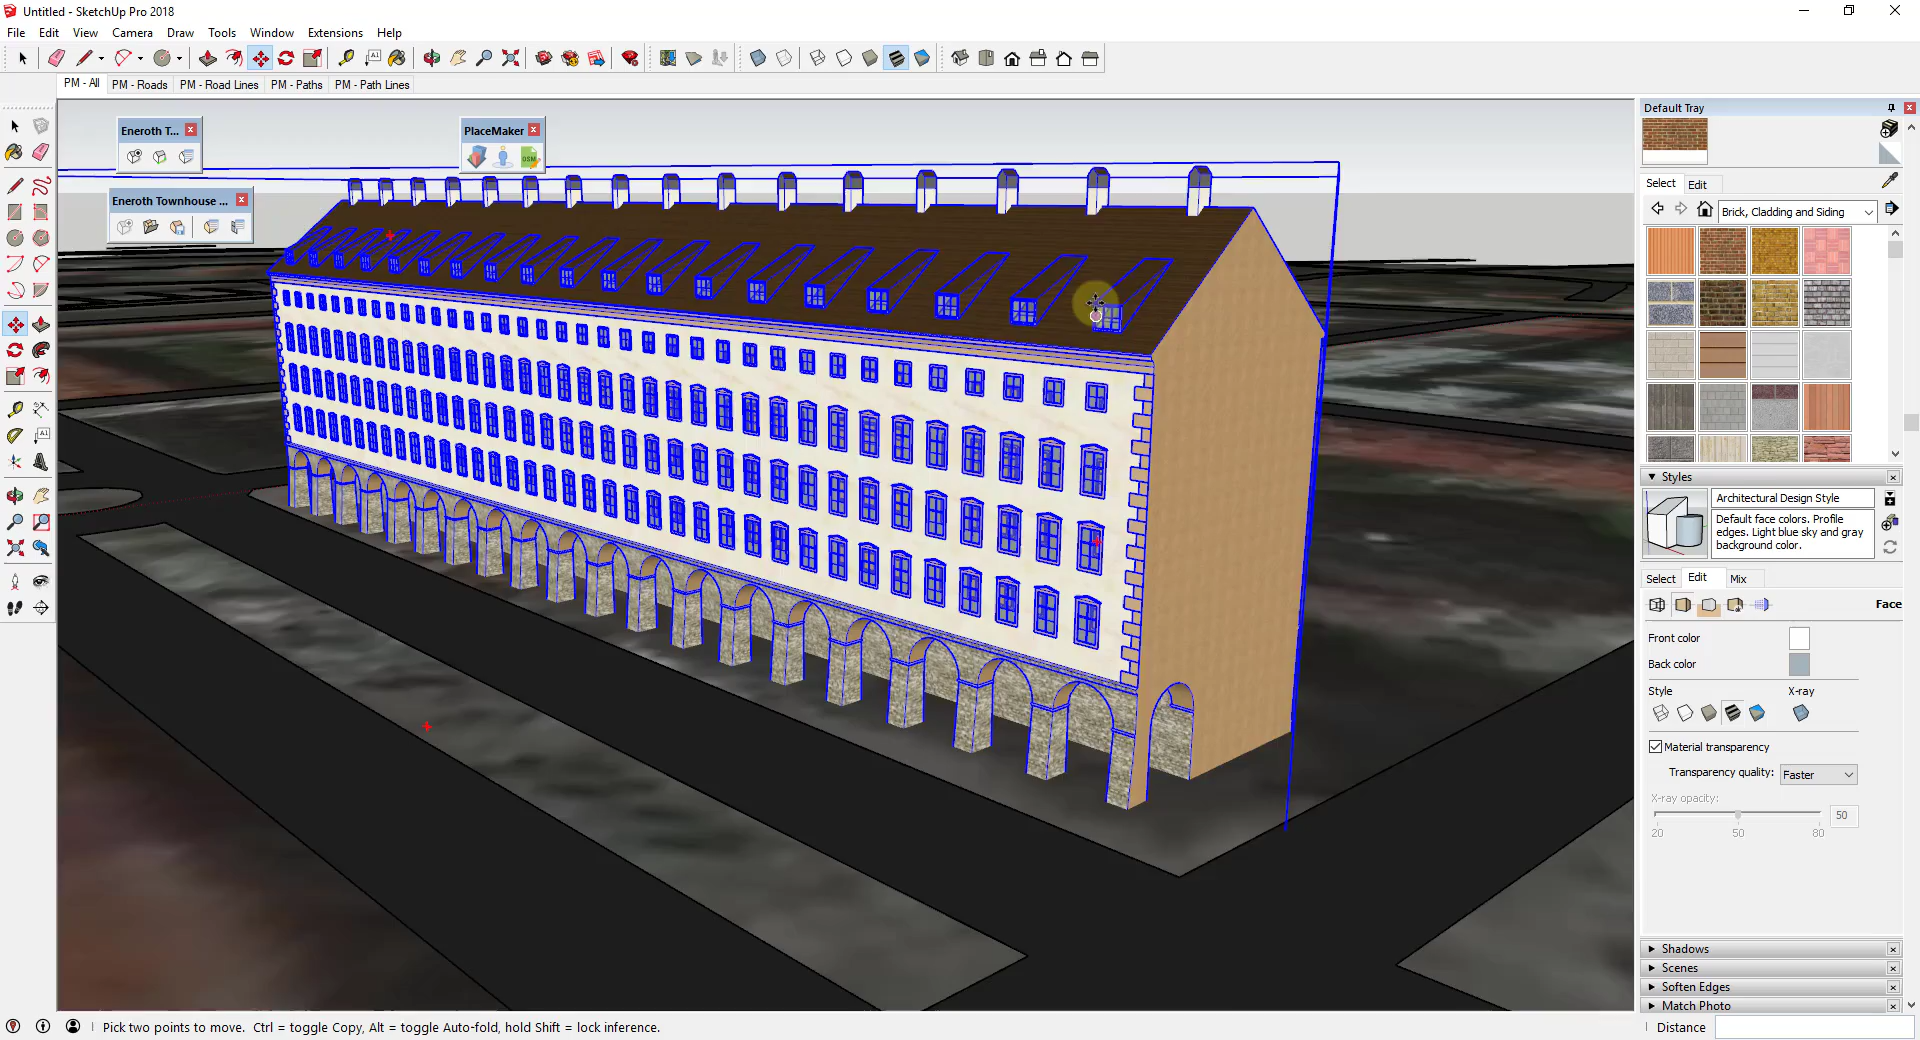 Untitled - SketchUp Pro 2018
File Edit View Camera Draw Tools Window Extensions Help
PM - All PM - Roads PM - Road Lines PM - Paths PM - Path Lines
Eneroth T...
PlaceMaker
OSM
Eneroth Townhouse ...
Default Tray
Select Edit
Brick, Cladding and Siding
Styles
Architectural Design Style
Default face colors. Profile
edges. Light blue sky and gray
background color.
Select Edit Mix
Face
Front color
Back color
Style X-ray
Material transparency
Transparency quality: Faster
X-ray opacity:
50
20 50 80
Shadows
Scenes
Soften Edges
Match Photo
Pick two points to move. Ctrl = toggle Copy, Alt = toggle Auto-fold, hold Shift = lock inference.
Distance